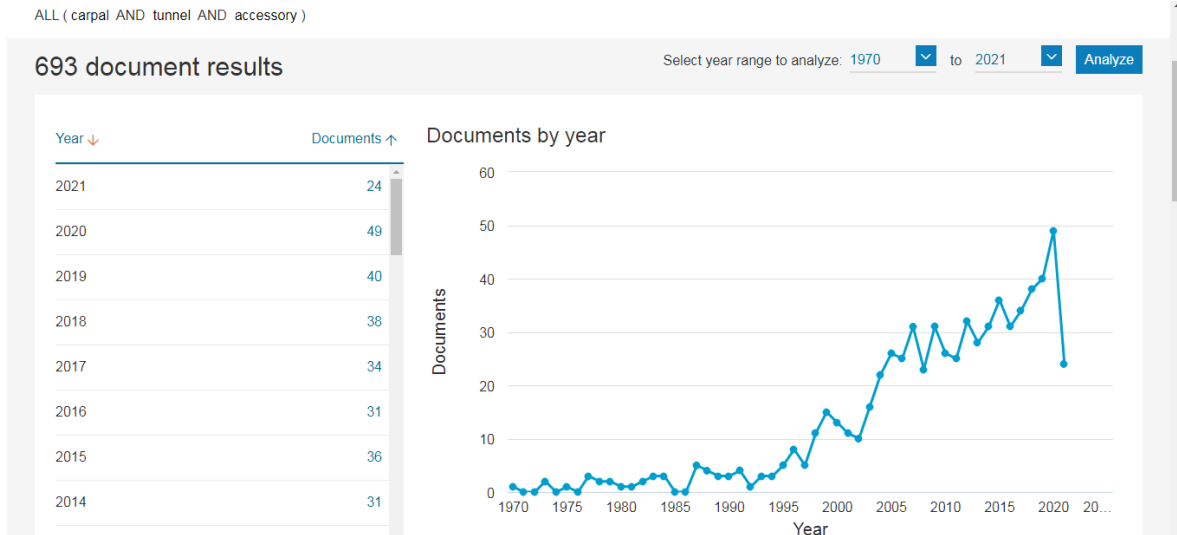 ALL ( carpal AND tunnel AND accessory )
693 document results
Select year range to analyze: 1970 to 2021 Analyze
Year Documents
2021 24
2020 49
2019 40
2018 38
2017 34
2016 31
2015 36
2014 31
Documents by year
60
50
40
30
20
10
0
Documents
1970 1975 1980 1985 1990 1995 2000 2005 2010 2015 2020 20...
Year